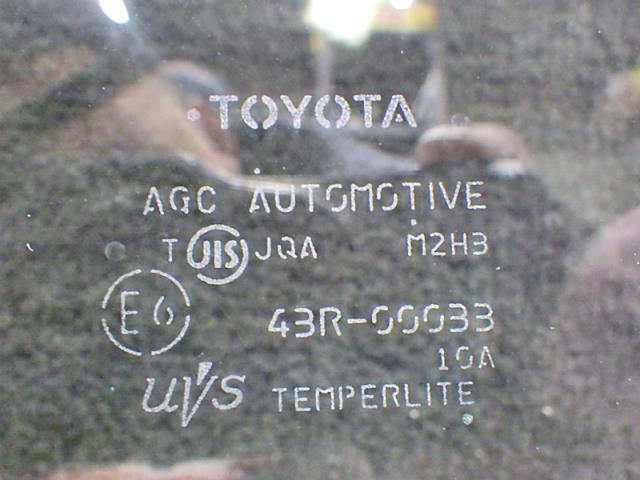 TOYOTA
AGC AUTOMOTIVE
T JIS JQA M2H3
E6 43R-00033
10A
UVS TEMPERLITE